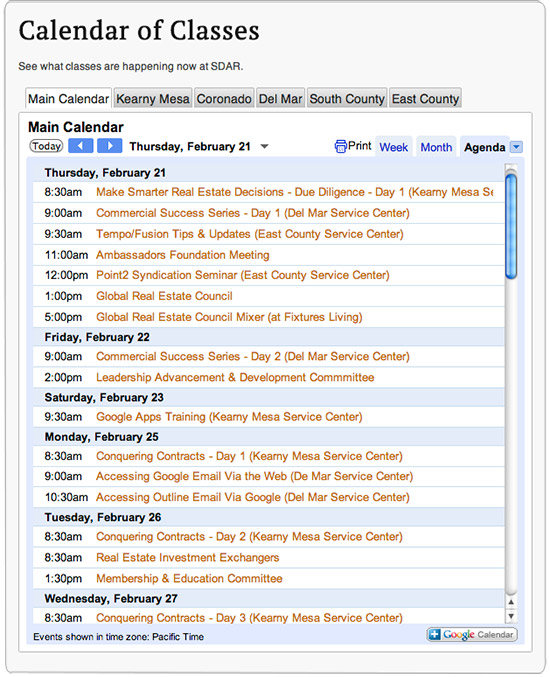 Calendar of Classes
See what classes are happening now at SDAR.
Main Calendar Kearny Mesa Coronado Del Mar South County East County
Main Calendar
Today Thursday, February 21 Print Week Month Agenda
Thursday, February 21
8:30am Make Smarter Real Estate Decisions - Due Diligence - Day 1 (Kearny Mesa Se
9:00am Commercial Success Series - Day 1 (Del Mar Service Center)
9:30am Tempo/Fusion Tips & Updates (East County Service Center)
11:00am Ambassadors Foundation Meeting
12:00pm Point2 Syndication Seminar (East County Service Center)
1:00pm Global Real Estate Council
5:00pm Global Real Estate Council Mixer (at Fixtures Living)
Friday, February 22
9:00am Commercial Success Series - Day 2 (Del Mar Service Center)
2:00pm Leadership Advancement & Development Commmittee
Saturday, February 23
9:30am Google Apps Training (Kearny Mesa Service Center)
Monday, February 25
8:30am Conquering Contracts - Day 1 (Kearny Mesa Service Center)
9:00am Accessing Google Email Via the Web (De Mar Service Center)
10:30am Accessing Outline Email Via Google (Del Mar Service Center)
Tuesday, February 26
8:30am Conquering Contracts - Day 2 (Kearny Mesa Service Center)
8:30am Real Estate Investment Exchangers
1:30pm Membership & Education Committee
Wednesday, February 27
8:30am Conquering Contracts - Day 3 (Kearny Mesa Service Center)
Events shown in time zone: Pacific Time
Google Calendar